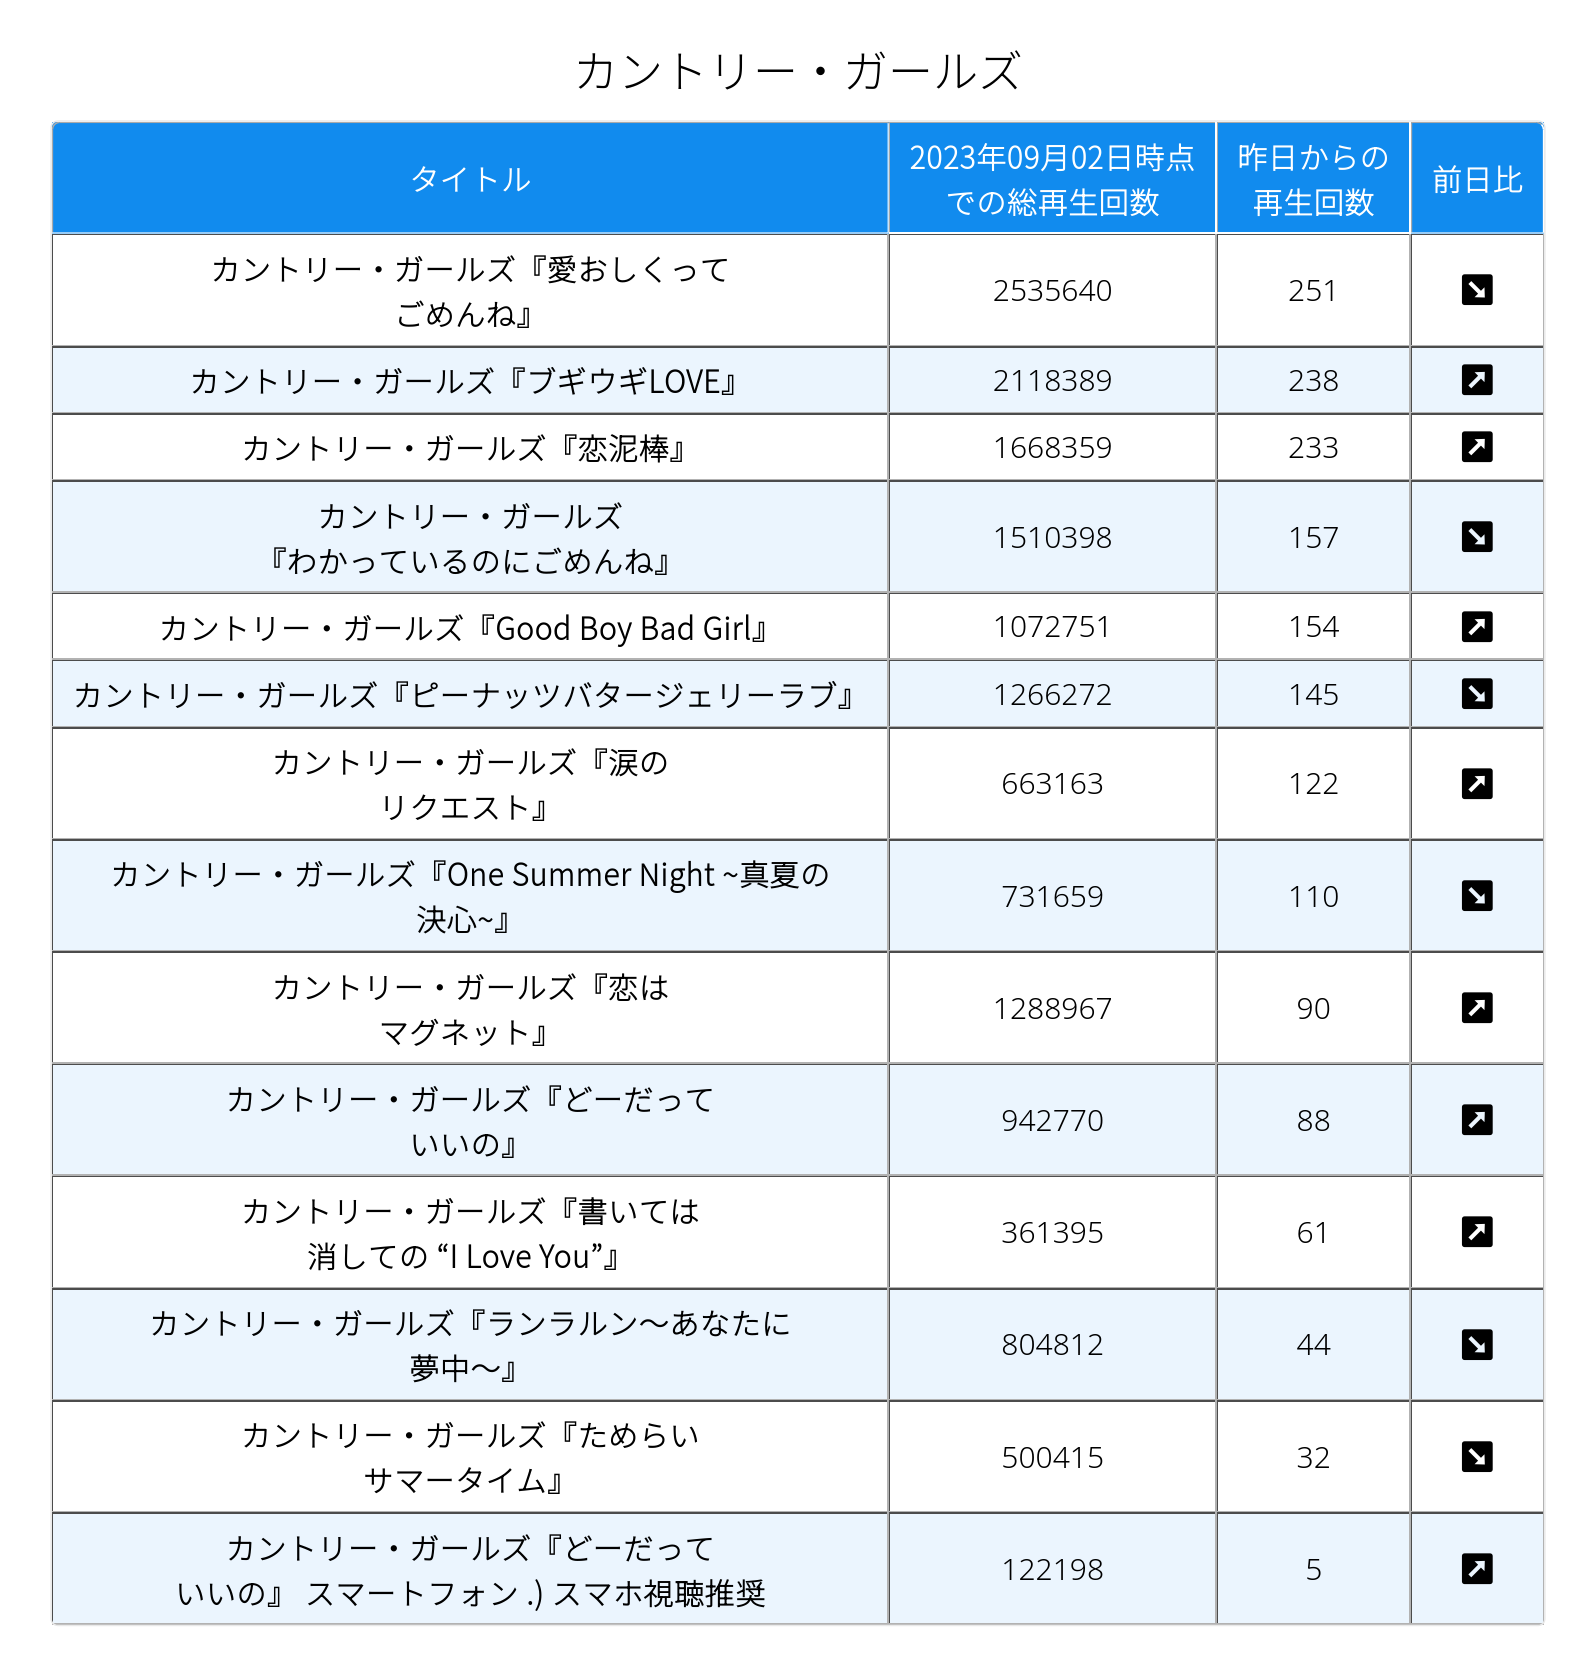 カントリー・ガールズ
タイトル
2023年09月02日時点
での総再生回数
昨日からの
再生回数
前日比
カントリー・ガールズ『愛おしくって
ごめんね』
2535640
251
カントリー・ガールズ『ブギウギLOVE』
2118389
238
カントリー・ガールズ『恋泥棒』
1668359
233
カントリー・ガールズ
『わかっているのにごめんね』
1510398
157
カントリー・ガールズ『Good Boy Bad Girl』
1072751
154
カントリー・ガールズ『ピーナッツバタージェリーラブ』
1266272
145
カントリー・ガールズ『涙の
リクエスト』
663163
122
カントリー・ガールズ『One Summer Night ~真夏の
決心~』
731659
110
カントリー・ガールズ『恋は
マグネット』
1288967
90
カントリー・ガールズ『どーだって
いいの』
942770
88
カントリー・ガールズ『書いては
消しての “I Love You”』
361395
61
カントリー・ガールズ『ランラルン～あなたに
夢中～』
804812
44
カントリー・ガールズ『ためらい
サマータイム』
500415
32
カントリー・ガールズ『どーだって
いいの』 スマートフォン .) スマホ視聴推奨
122198
5